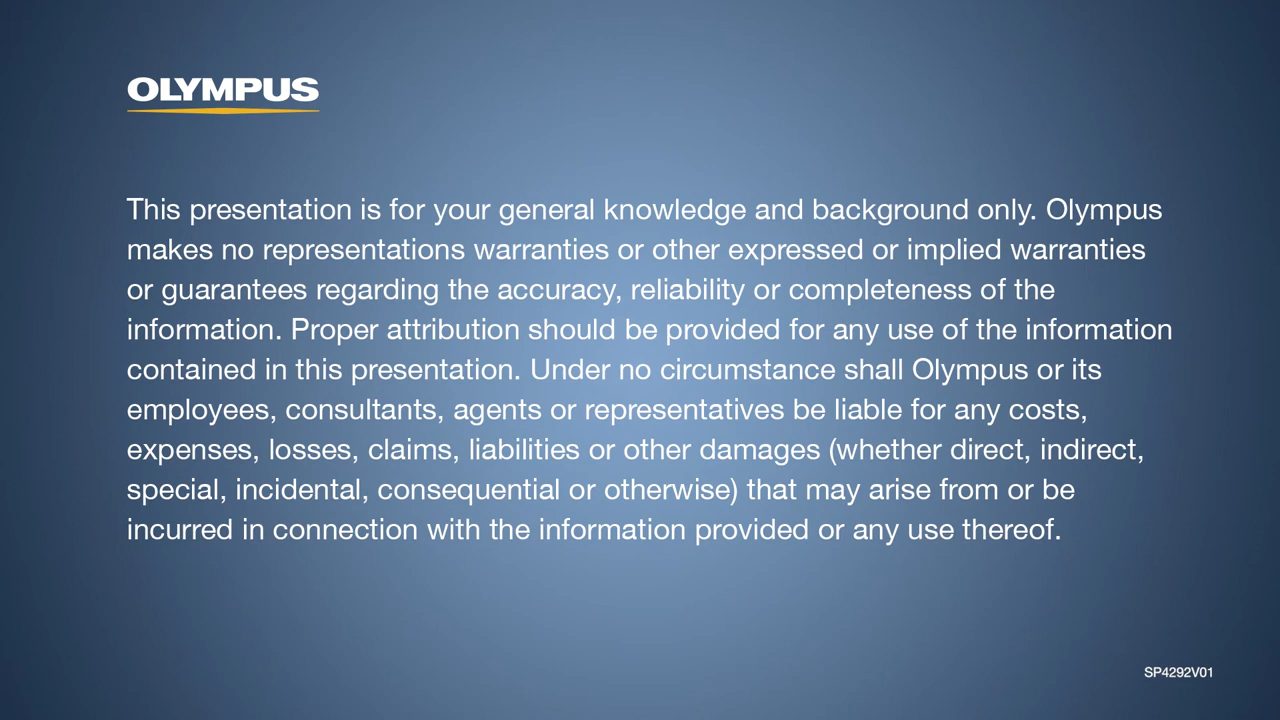 OLYMPUS
This presentation is for your general knowledge and background only. Olympus
makes no representations warranties or other expressed or implied warranties
or guarantees regarding the accuracy, reliability or completeness of the
information. Proper attribution should be provided for any use of the information
contained in this presentation. Under no circumstance shall Olympus or its
employees, consultants, agents or representatives be liable for any costs,
expenses, losses, claims, liabilities or other damages (whether direct, indirect,
special, incidental, consequential or otherwise) that may arise from or be
incurred in connection with the information provided or any use thereof.
SP4292V01